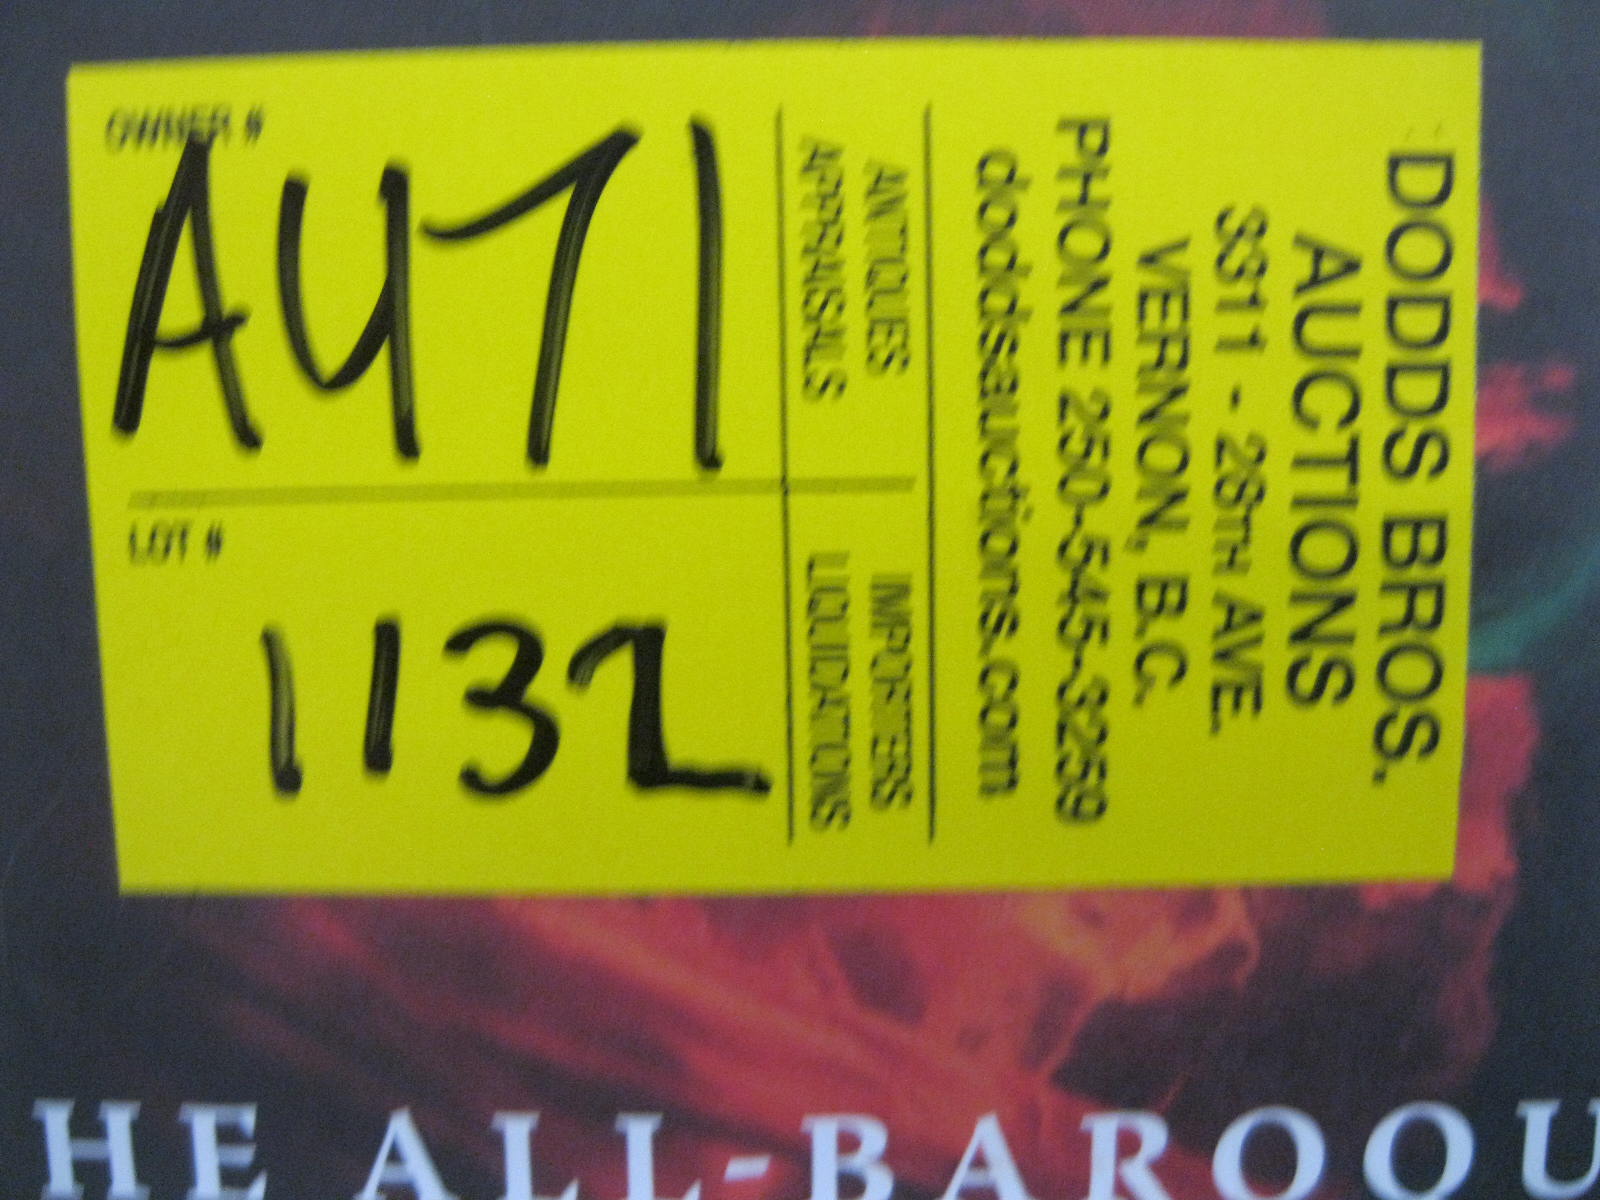 OWNER #
AU71
LOT #
1132
ANTIQUES
APPRAISALS
IMPORTERS
LIQUIDATIONS
DODDS BROS.
AUCTIONS
3311 - 28TH AVE.
VERNON, B.C.
PHONE 250-545-3259
doddsauctions.com
HE ALL-BAROQU